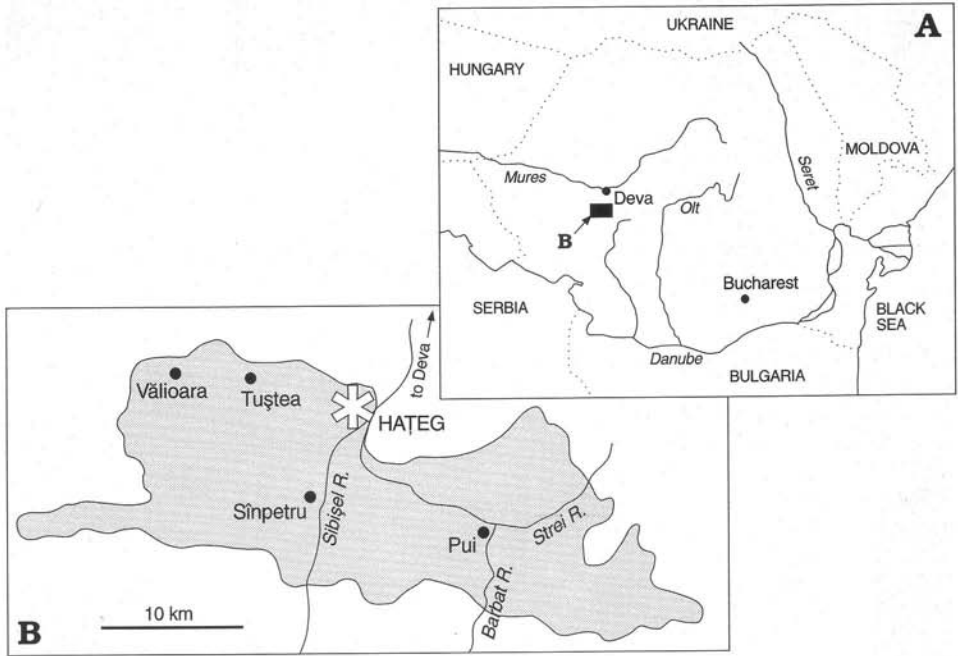 A
UKRAINE
HUNGARY
MOLDOVA
Mures
Seret
Deva
Olt
B
Bucharest
SERBIA
BLACK
SEA
Danube
BULGARIA
to Deva
Vălioara
Tuştea
HAŢEG
Sînpetru
Sibişel R.
Pui
Strei R.
Barbat R.
10 km
B